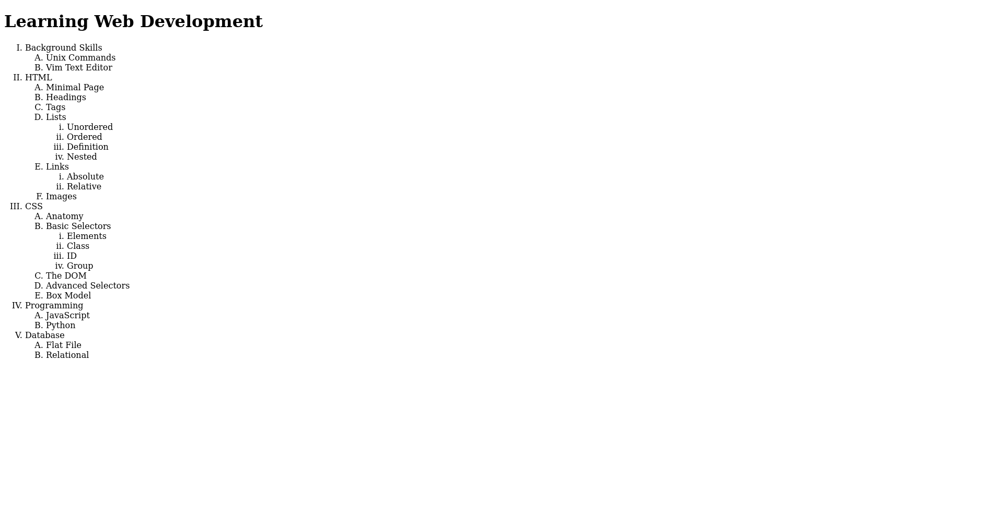 Learning Web Development
I. Background Skills
A. Unix Commands
B. Vim Text Editor
II. HTML
A. Minimal Page
B. Headings
C. Tags
D. Lists
i. Unordered
ii. Ordered
iii. Definition
iv. Nested
E. Links
i. Absolute
ii. Relative
F. Images
III. CSS
A. Anatomy
B. Basic Selectors
i. Elements
ii. Class
iii. ID
iv. Group
C. The DOM
D. Advanced Selectors
E. Box Model
IV. Programming
A. JavaScript
B. Python
V. Database
A. Flat File
B. Relational